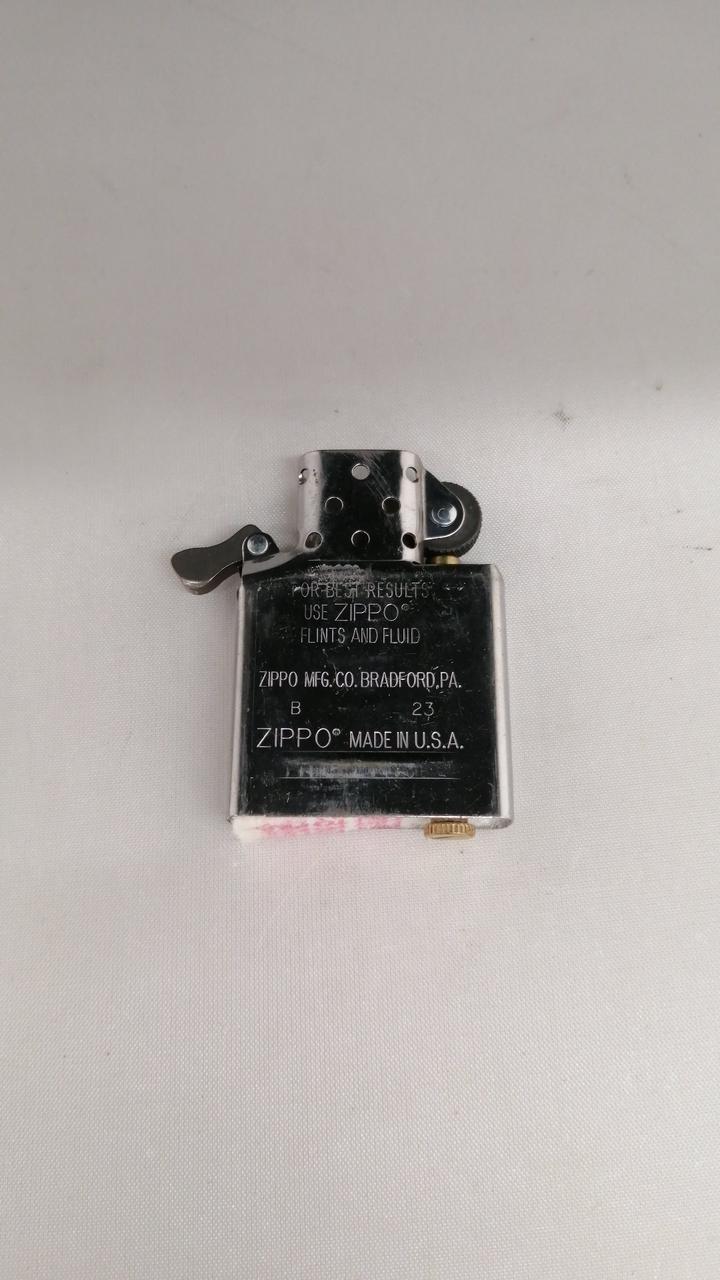 FOR BEST RESULTS
USE ZIPPO®
FLINTS AND FLUID
ZIPPO MFG. CO. BRADFORD, PA.
B 23
ZIPPO® MADE IN U.S.A.